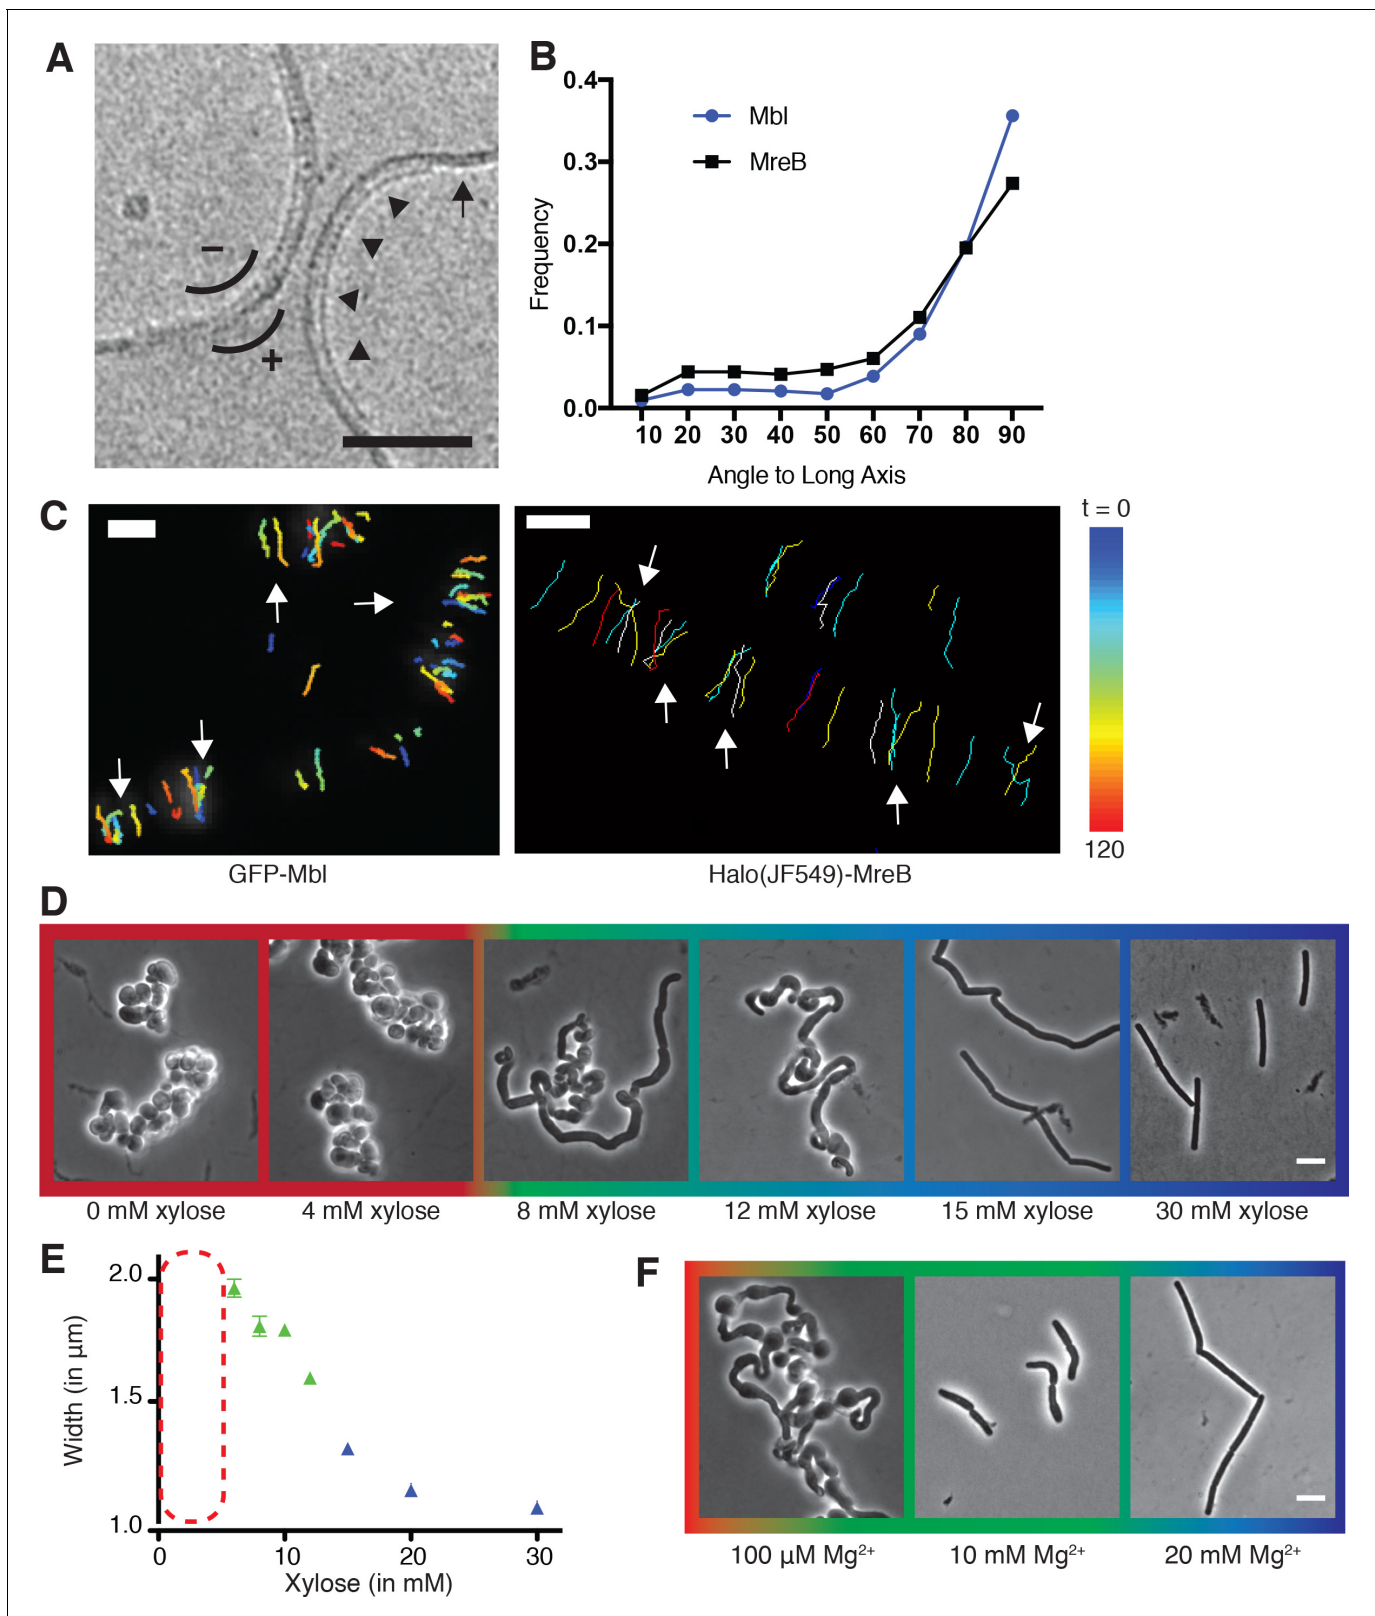 A
−
+
B
0.4
0.3
0.2
0.1
0.0
Frequency
Mbl
MreB
10 20 30 40 50 60 70 80 90
Angle to Long Axis
C
GFP-Mbl
Halo(JF549)-MreB
t = 0
120
D
0 mM xylose
4 mM xylose
8 mM xylose
12 mM xylose
15 mM xylose
30 mM xylose
E
2.0
1.5
1.0
Width (in µm)
0 10 20 30
Xylose (in mM)
F
100 µM Mg²⁺
10 mM Mg²⁺
20 mM Mg²⁺